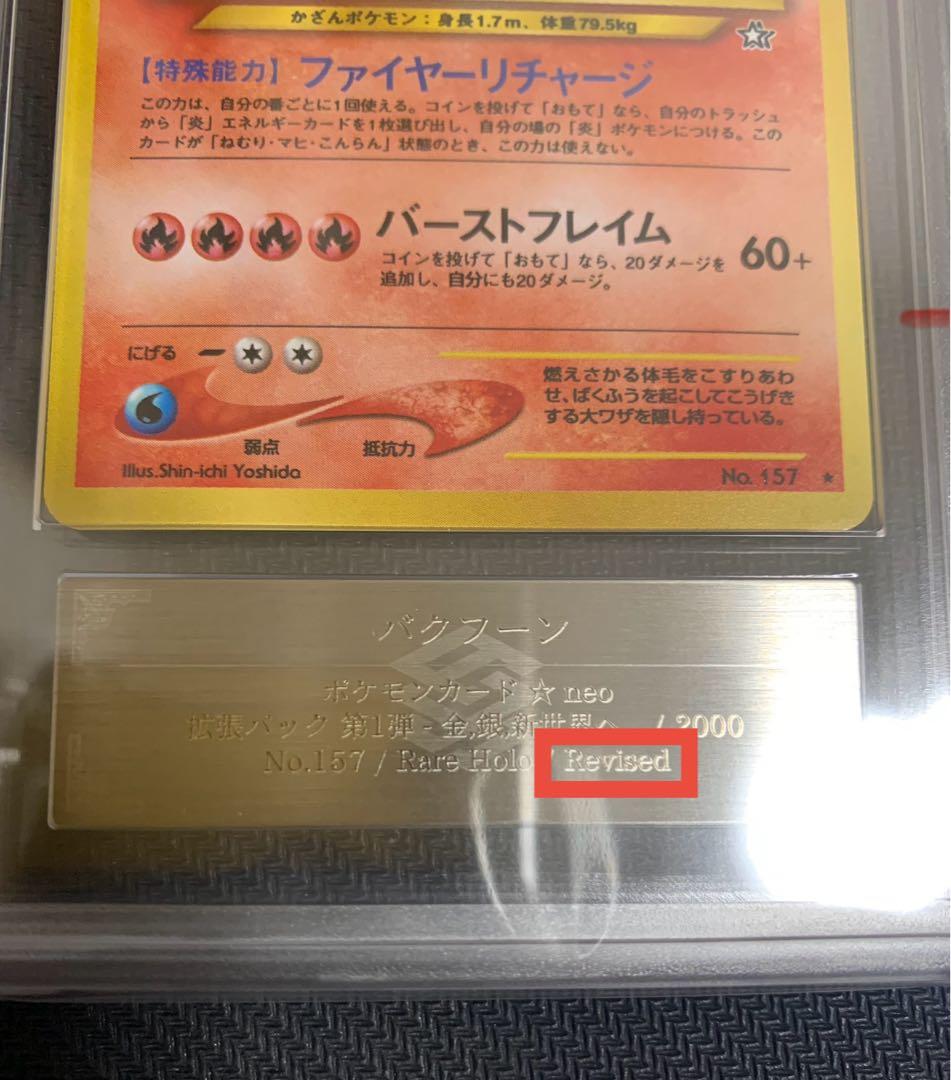 かざんポケモン：身長1.7m、体重79.5kg
【特殊能力】ファイヤーリチャージ
この力は、自分の番ごとに1回使える。コインを投げて「おもて」なら、自分のトラッシュ
から「炎」エネルギーカードを1枚選び出し、自分の場の「炎」ポケモンにつける。この
カードが「ねむり・マヒ・こんらん」状態のとき、この力は使えない。
バーストフレイム 60+
コインを投げて「おもて」なら、20ダメージを
追加し、自分にも20ダメージ。
にげる
弱点 抵抗力
燃えさかる体毛をこすりあわ
せ、ばくふうを起こしてこうげき
する大ワザを隠し持っている。
Illus.Shin-ichi Yoshida
No. 157 ★
バクフーン
ポケモンカード ☆ neo
拡張パック 第1弾 - 金,銀,新世界へ... / 2000
No.157 / Rare Holo / Revised